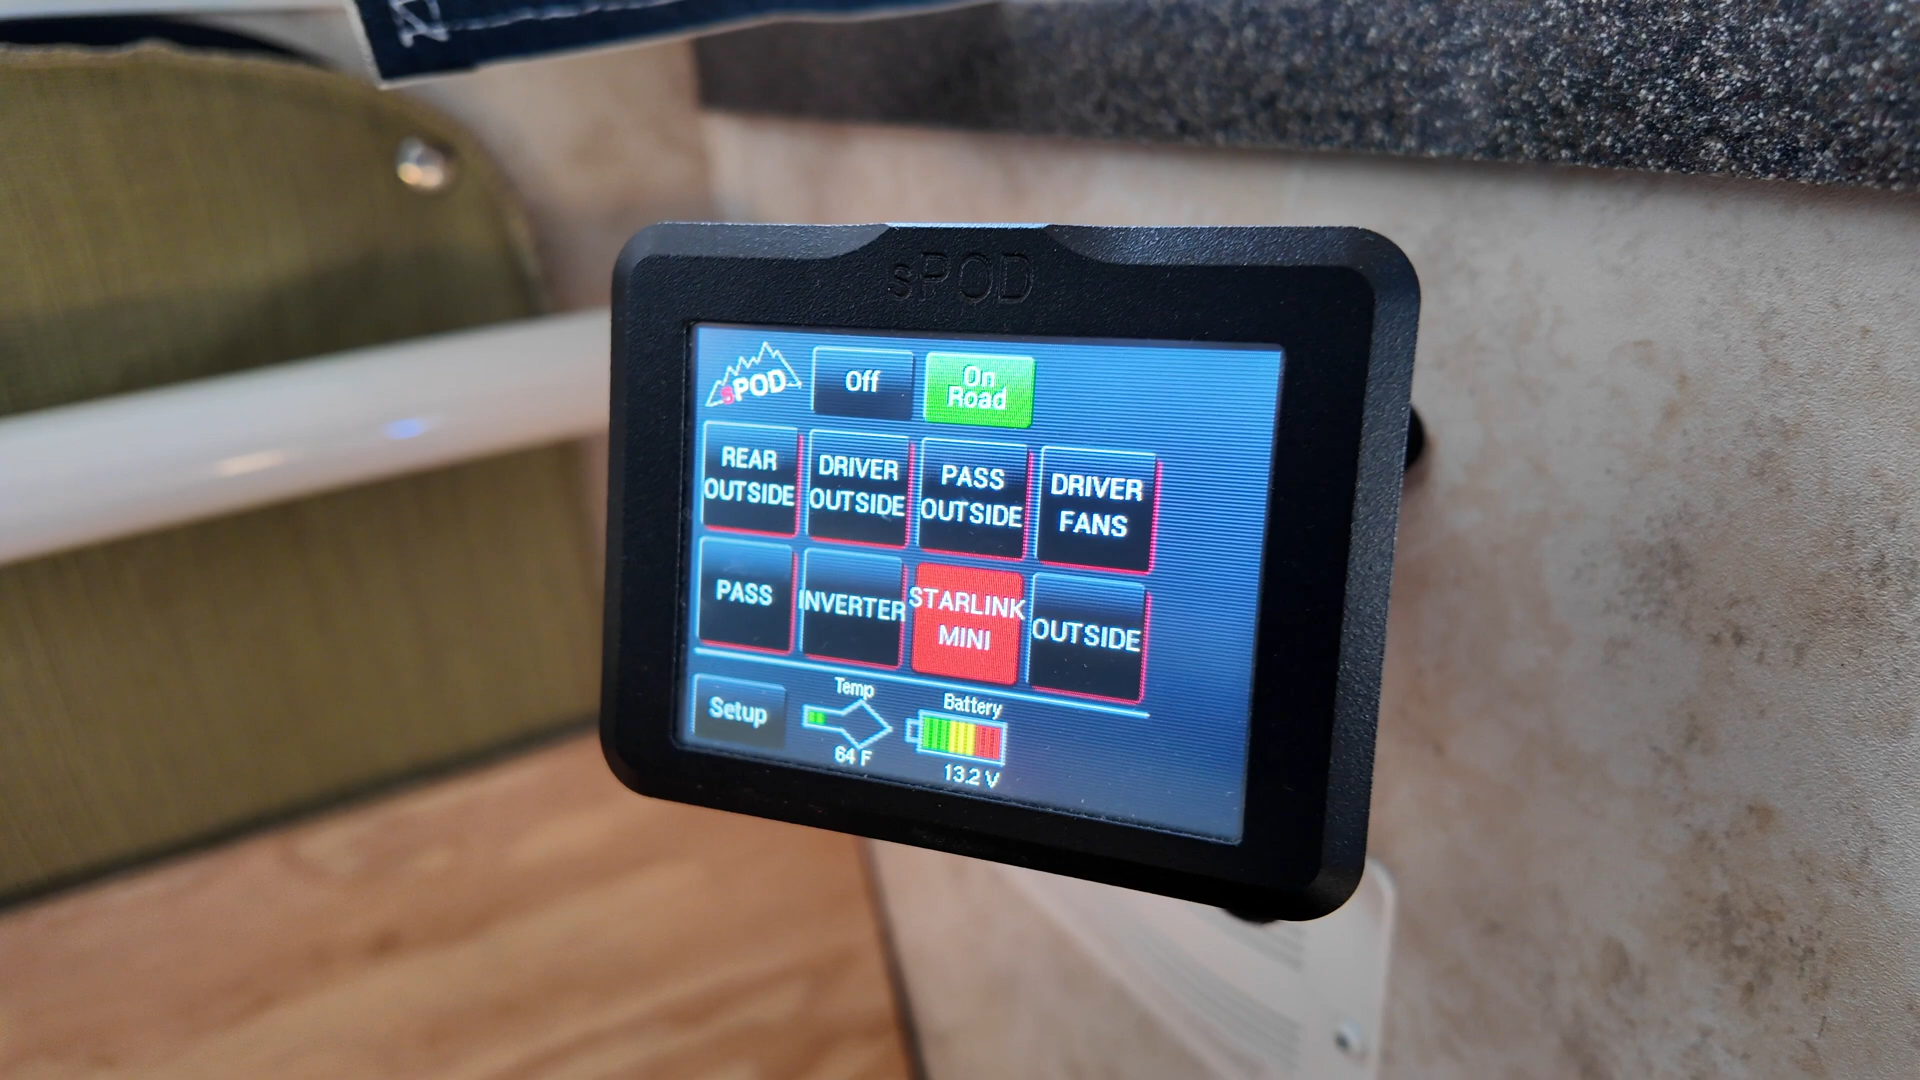 sPOD
sPOD
Off
On
Road
REAR
OUTSIDE
DRIVER
OUTSIDE
PASS
OUTSIDE
DRIVER
FANS
PASS
INVERTER
STARLINK
MINI
OUTSIDE
Setup
Temp
64 F
Battery
13.2 V